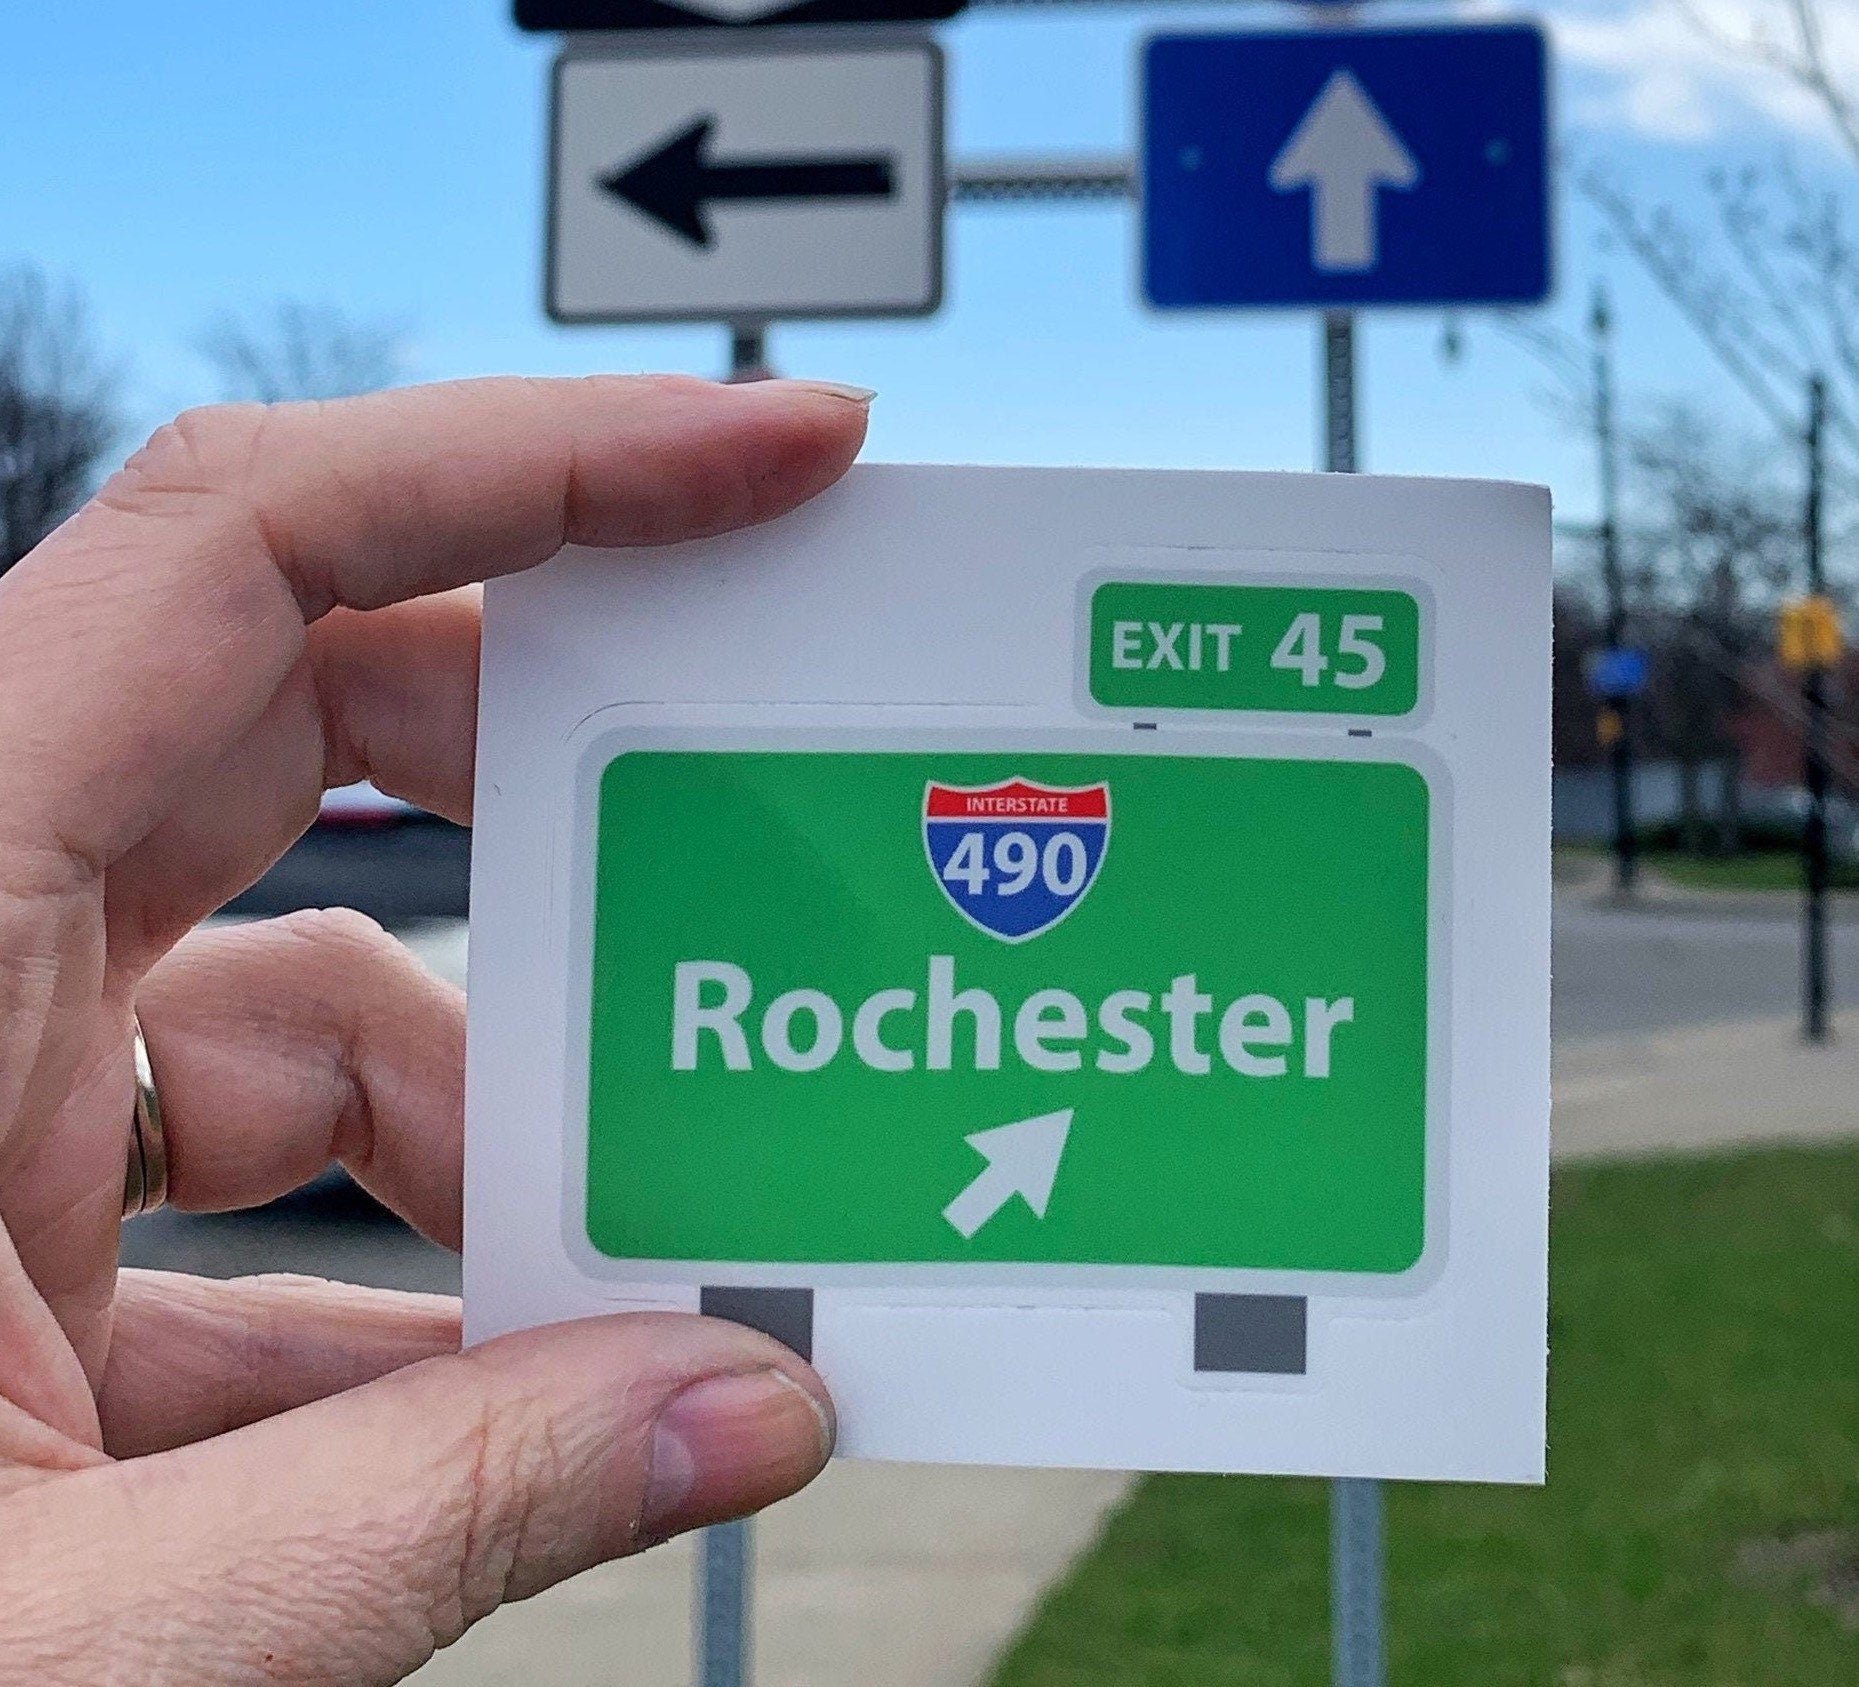 EXIT 45
INTERSTATE
490
Rochester